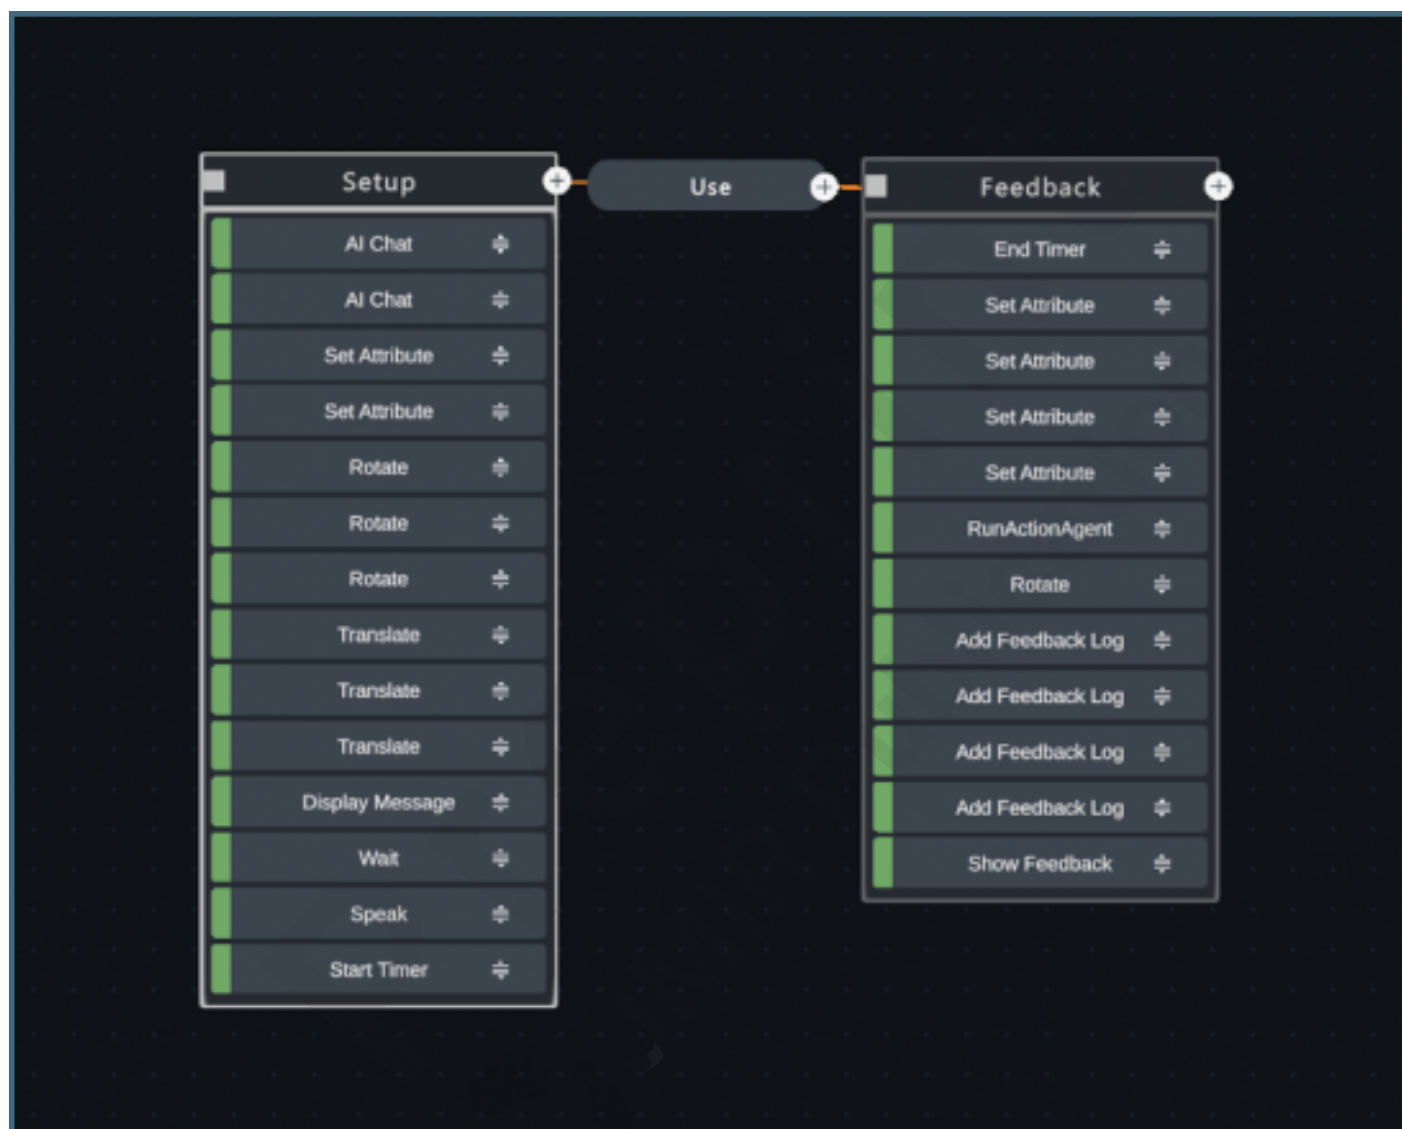 Setup
AI Chat
AI Chat
Set Attribute
Set Attribute
Rotate
Rotate
Rotate
Translate
Translate
Translate
Display Message
Wait
Speak
Start Timer
Use
Feedback
End Timer
Set Attribute
Set Attribute
Set Attribute
Set Attribute
RunActionAgent
Rotate
Add Feedback Log
Add Feedback Log
Add Feedback Log
Add Feedback Log
Show Feedback